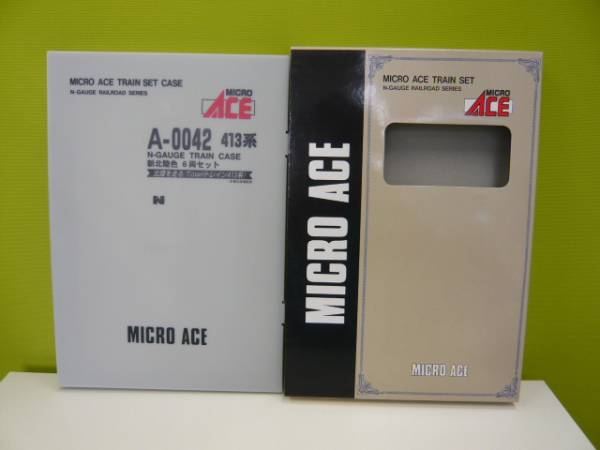 MICRO ACE TRAIN SET CASE
N-GAUGE RAILROAD SERIES
MICRO
ACE
A-0042 413系
N-GAUGE TRAIN CASE
新北陸色 6両セット
N
MICRO ACE
MICRO ACE
MICRO ACE TRAIN SET
N-GAUGE RAILROAD SERIES
MICRO
ACE
MICRO ACE